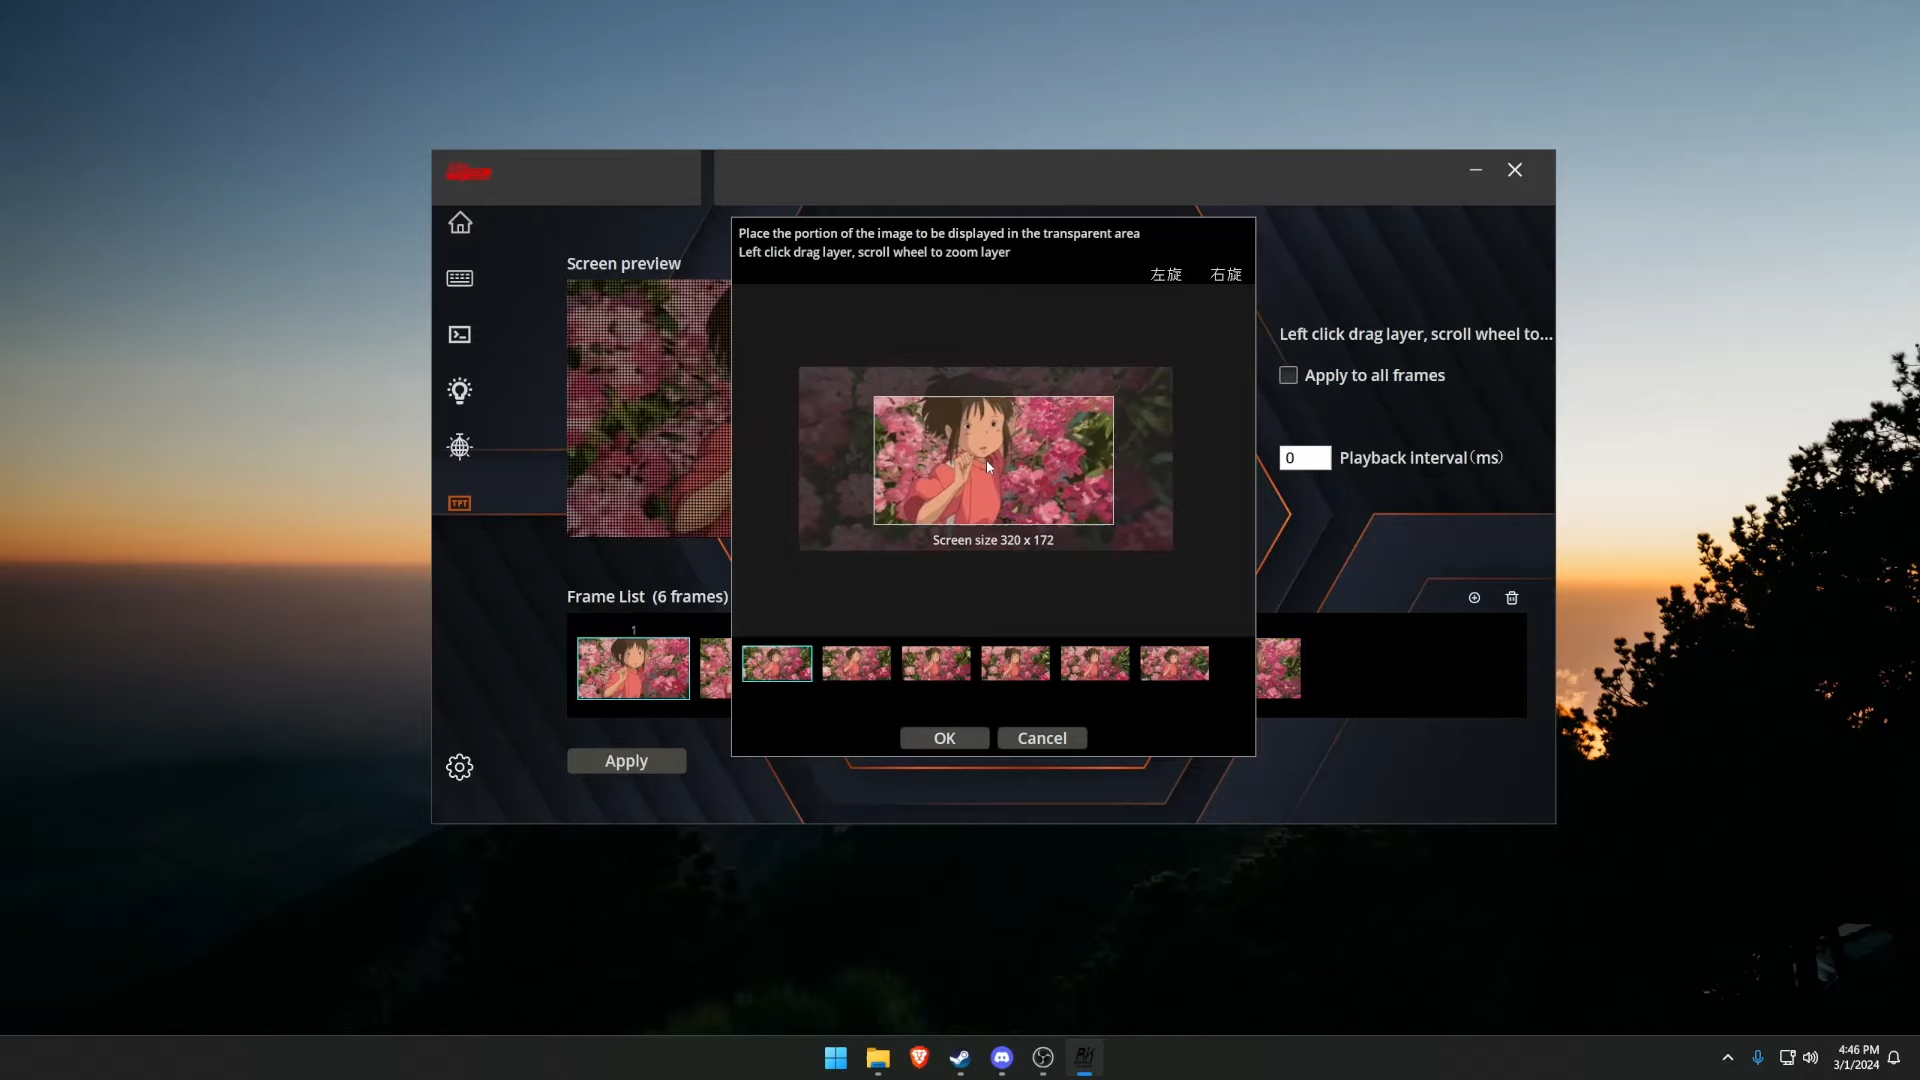 Place the portion of the image to be displayed in the transparent area
Left click drag layer, scroll wheel to zoom layer
左旋 右旋
Screen preview
Left click drag layer, scroll wheel to...
Apply to all frames
0 Playback interval(ms)
Screen size 320 x 172
Frame List (6 frames)
1
TFT
OK Cancel
Apply
RK
4:46 PM
3/1/2024